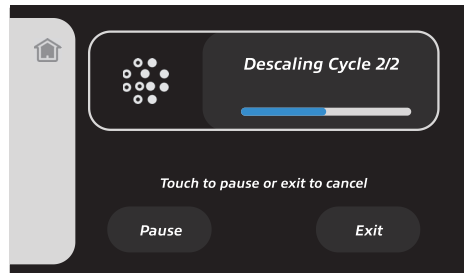 Descaling Cycle 2/2
Touch to pause or exit to cancel
Pause
Exit